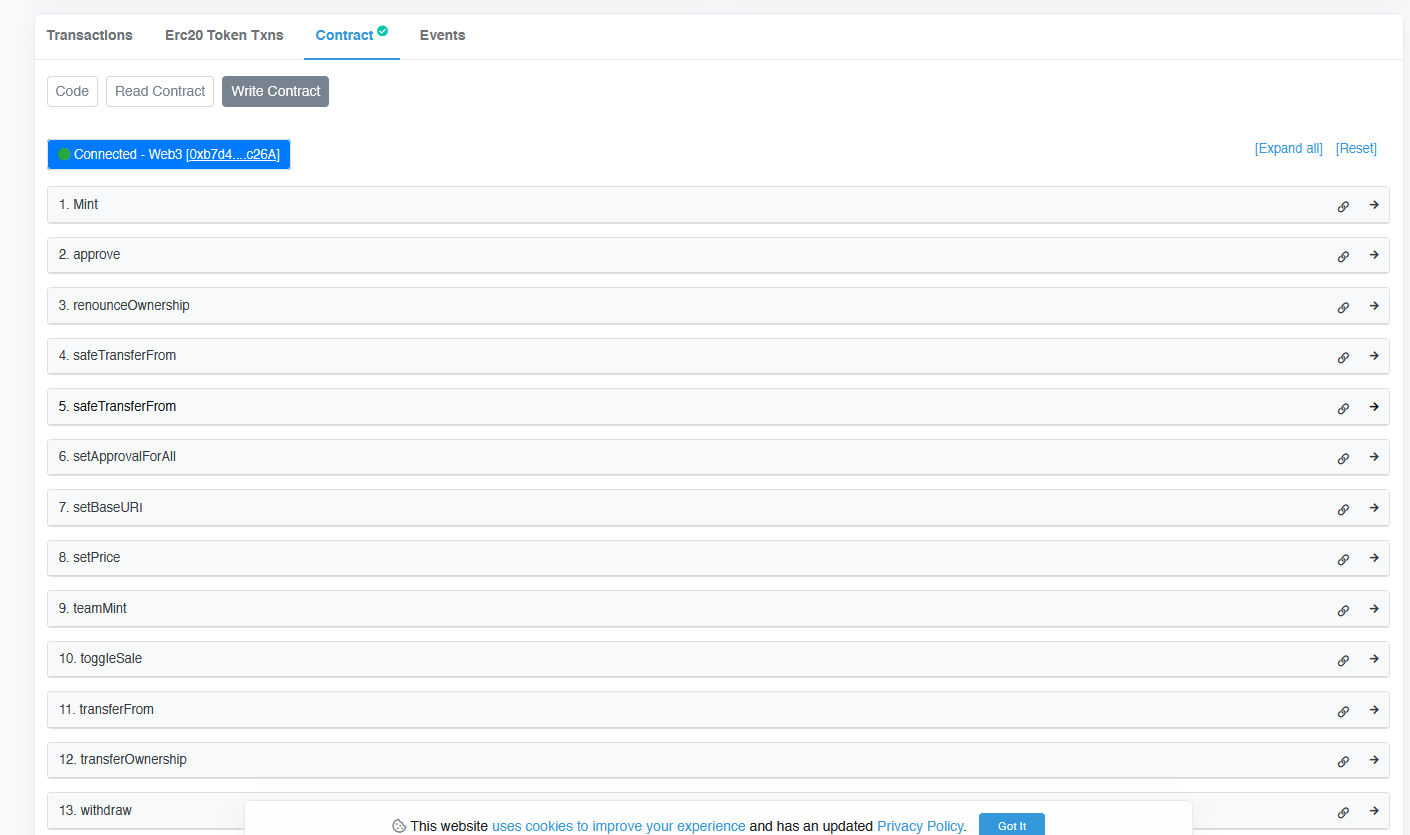 Transactions Erc20 Token Txns Contract Events
Code Read Contract Write Contract
Connected - Web3 [0xb7d4....c26A] [Expand all] [Reset]
1. Mint
2. approve
3. renounceOwnership
4. safeTransferFrom
5. safeTransferFrom
6. setApprovalForAll
7. setBaseURI
8. setPrice
9. teamMint
10. toggleSale
11. transferFrom
12. transferOwnership
13. withdraw
This website uses cookies to improve your experience and has an updated Privacy Policy. Got It